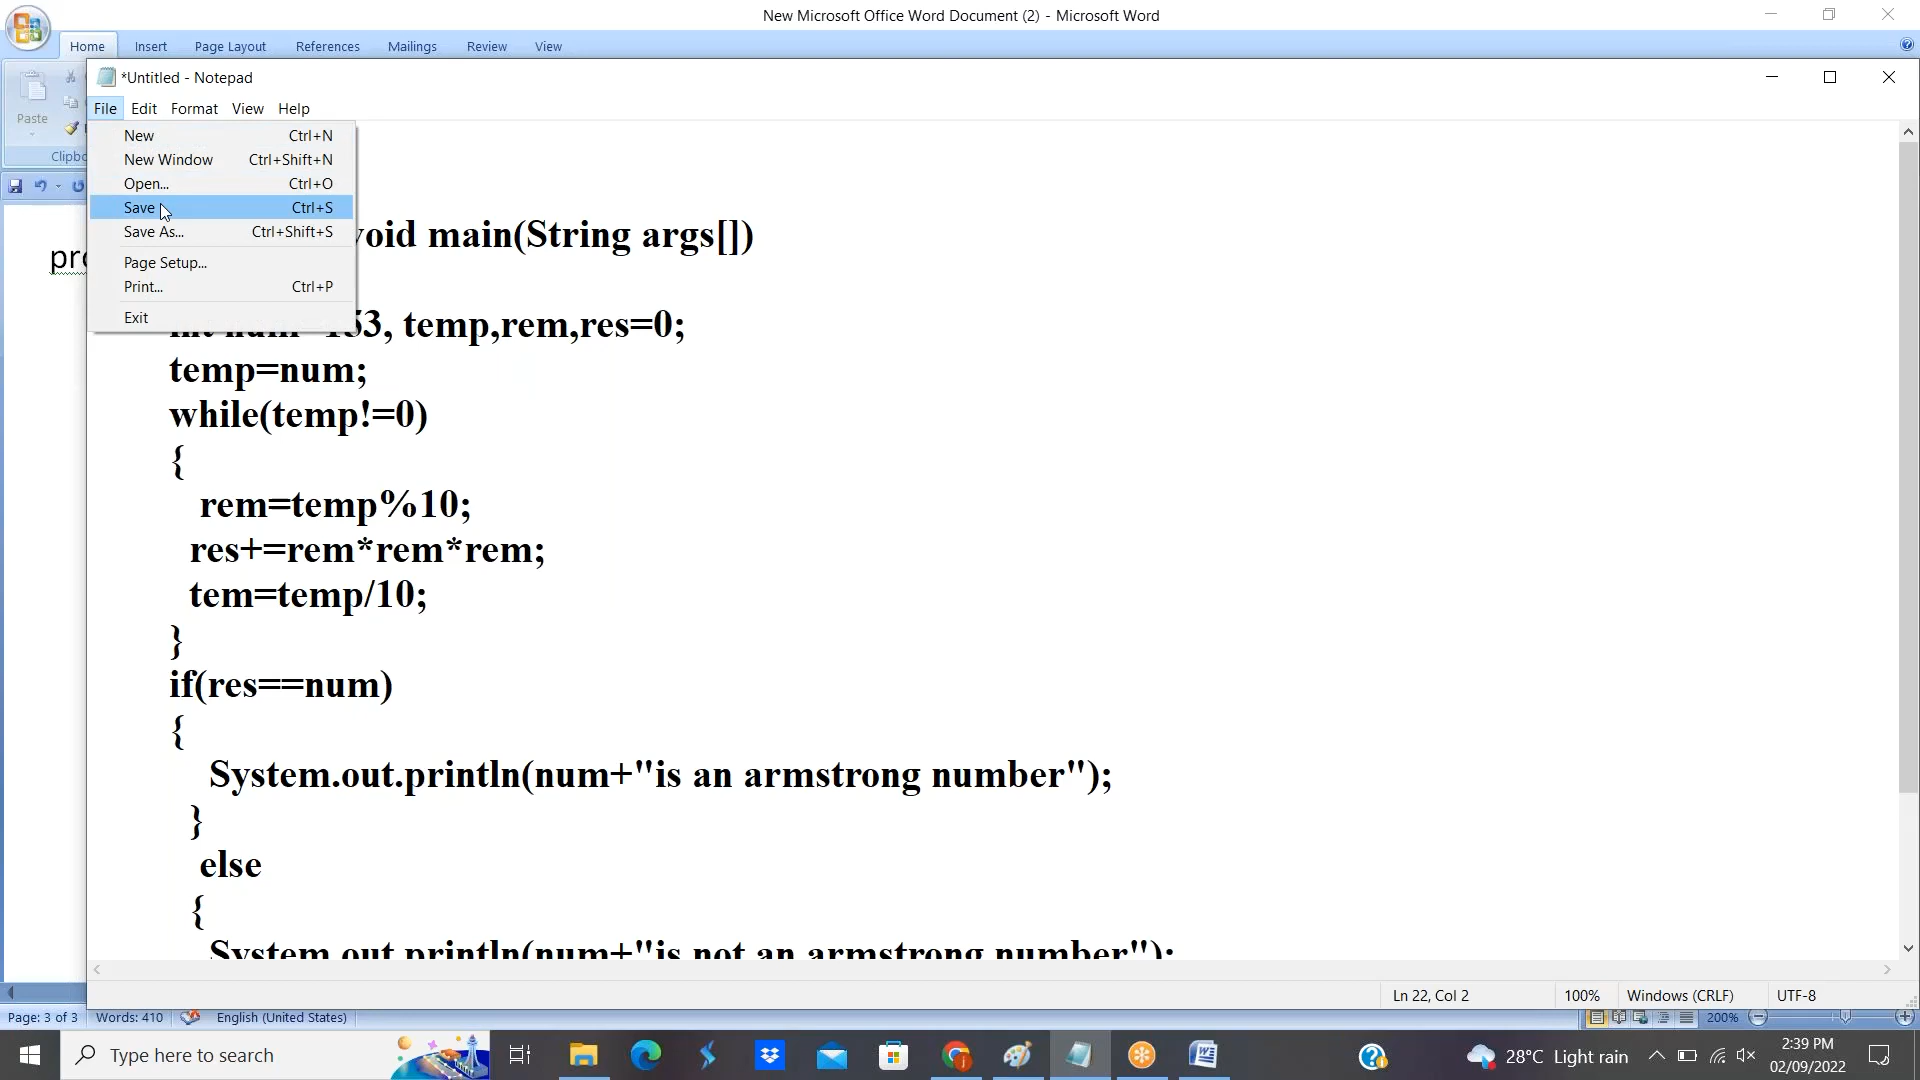 New Microsoft Office Word Document (2) - Microsoft Word
Home Insert Page Layout References Mailings Review View
*Untitled - Notepad
File Edit Format View Help
Paste
New Ctrl+N
New Window Ctrl+Shift+N
Open... Ctrl+O
Save Ctrl+S
Save As... Ctrl+Shift+S
Page Setup... 
Print... Ctrl+P
Exit
Clipb
pr
void main(String args[])
temp,rem,res=0;
temp=num;
while(temp!=0)
{
rem=temp%10;
res+=rem*rem*rem;
tem=temp/10;
}
if(res==num)
{
System.out.println(num+"is an armstrong number");
}
else
{
System.out.println(num+"is not an armstrong number");
Ln 22, Col 2 100% Windows (CRLF) UTF-8
Page: 3 of 3 Words: 410 English (United States) 200%
Type here to search
28°C Light rain
2:39 PM
02/09/2022